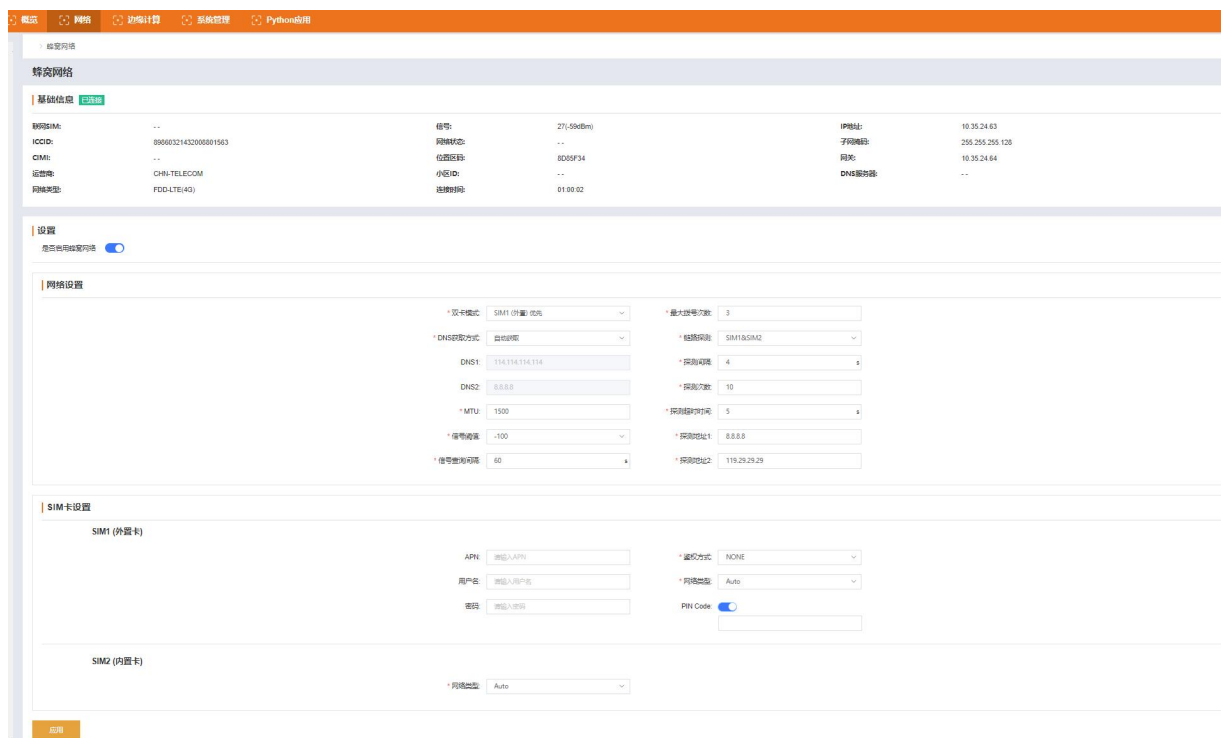 概览 网络 边缘计算 系统管理 Python应用
蜂窝网络
蜂窝网络
基础信息 已连接
联网SIM: -- 信号: 27(-59dBm) IP地址: 10.35.24.63
ICCID: 89860321432008801563 网络状态: -- 子网掩码: 255.255.255.128
CIMI: -- 位置区码: 8D85F34 网关: 10.35.24.64
运营商: CHN-TELECOM 小区ID: -- DNS服务器: --
网络类型: FDD-LTE(4G) 连接时间: 01:00:02
设置
是否启用蜂窝网络
网络设置
* 双卡模式: SIM1 (外置) 优先 * 最大拨号次数: 3
* DNS获取方式: 自动获取 * 链路探测: SIM1&SIM2
DNS1: 114.114.114.114 * 探测间隔: 4 s
DNS2: 8.8.8.8 * 探测次数: 10
* MTU: 1500 * 探测超时时间: 5 s
* 信号阈值: -100 * 探测地址1: 8.8.8.8
* 信号查询间隔: 60 s * 探测地址2: 119.29.29.29
SIM卡设置
SIM1 (外置卡)
APN: 请输入APN * 鉴权方式: NONE
用户名: 请输入用户名 * 网络类型: Auto
密码: 请输入密码 PIN Code:
SIM2 (内置卡)
* 网络类型: Auto
应用